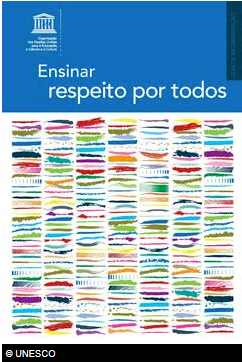 Organização
das Nações Unidas
para a Educação,
a Ciência e a Cultura
Ensinar
respeito por todos
© UNESCO